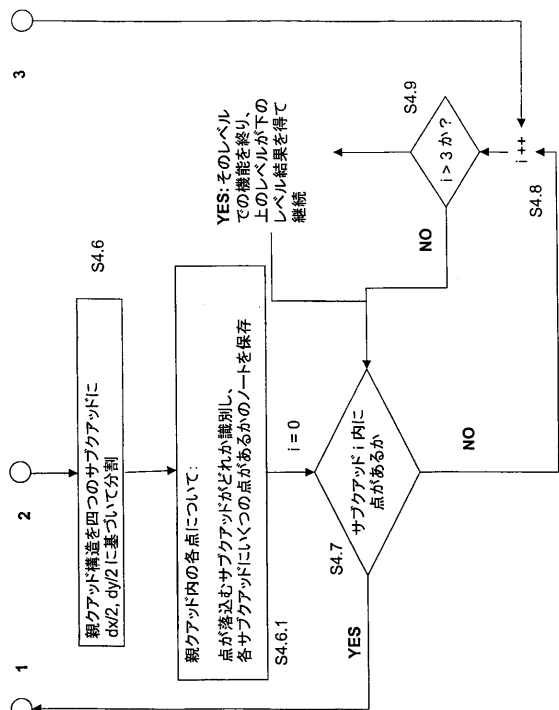 1
2
3
親クアッド構造を四つのサブクアッドに
dx/2, dy/2 に基づいて分割
S4.6
親クアッド内の各点について:
点が落込むサブクアッドがどれか識別し、
各サブクアッドにいくつの点があるかのノートを保存
S4.6.1
i = 0
YES: そのレベル
での機能を終り、
上のレベルが下の
レベル結果を得て
継続
S4.7
サブクアッド i 内に
点があるか
YES
NO
NO
i > 3 か ?
S4.9
i ++
S4.8